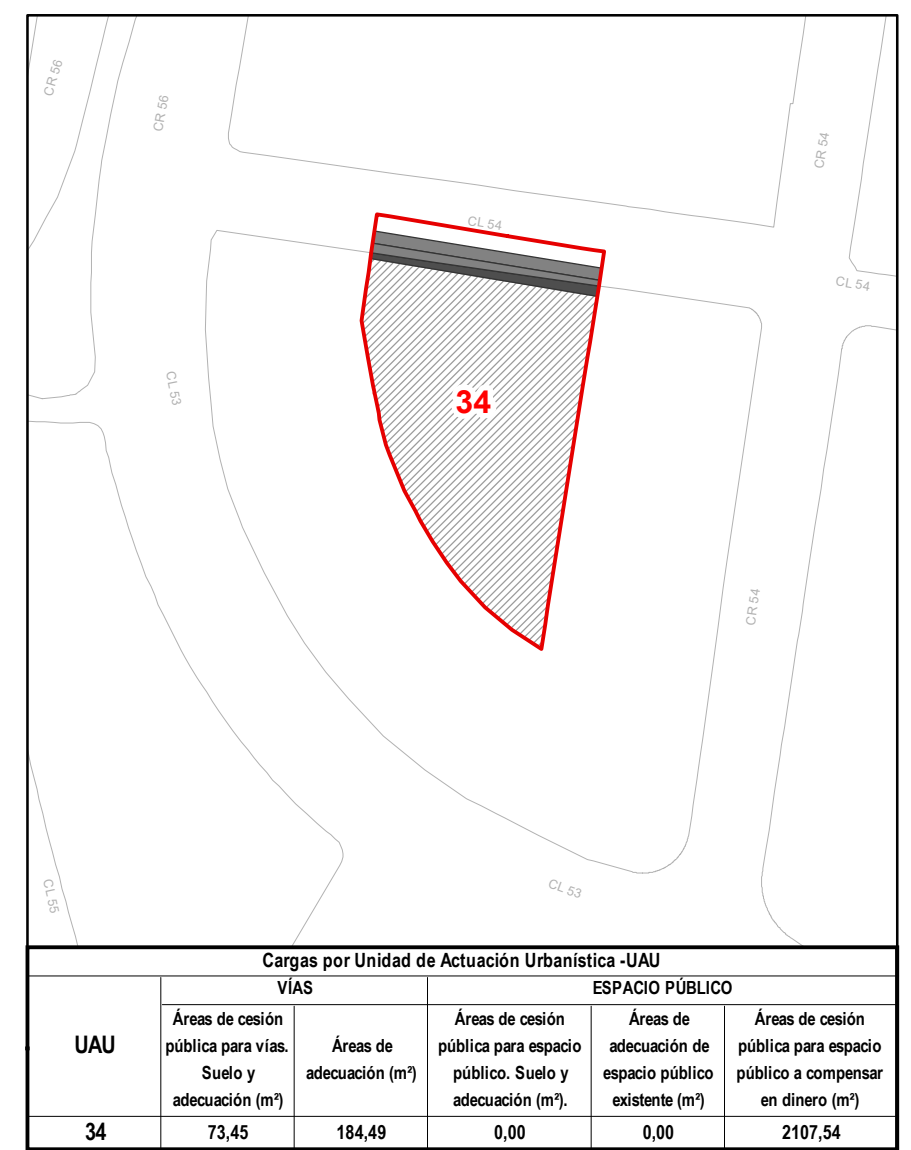 CR 56
CR 56
CR 54
CL 54
CL 54
CL 53
34
CR 54
CL 55
CL 53
Cargas por Unidad de Actuación Urbanística -UAU
UAU
VÍAS
ESPACIO PÚBLICO
Áreas de cesión
pública para vías.
Suelo y
adecuación (m²)
Áreas de
adecuación (m²)
Áreas de cesión
pública para espacio
público. Suelo y
adecuación (m²).
Áreas de
adecuación de
espacio público
existente (m²)
Áreas de cesión
pública para espacio
público a compensar
en dinero (m²)
34 73,45 184,49 0,00 0,00 2107,54